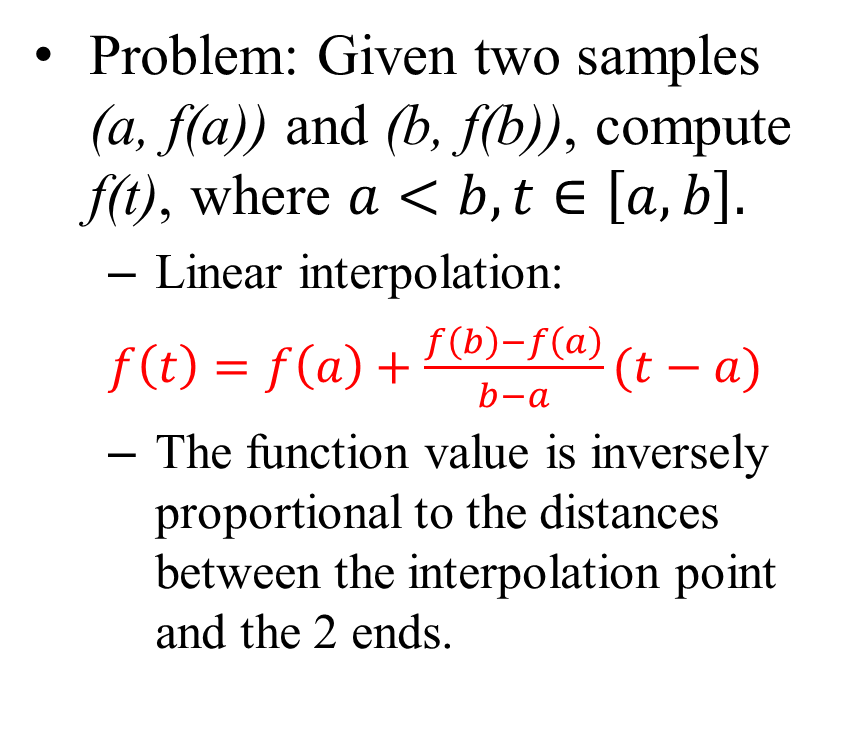 • Problem: Given two samples
(a, f(a)) and (b, f(b)), compute
f(t), where a < b, t ∈ [a, b].
– Linear interpolation:
f(t) = f(a) + \frac{f(b)−f(a)}{b−a} (t − a)
– The function value is inversely
proportional to the distances
between the interpolation point
and the 2 ends.